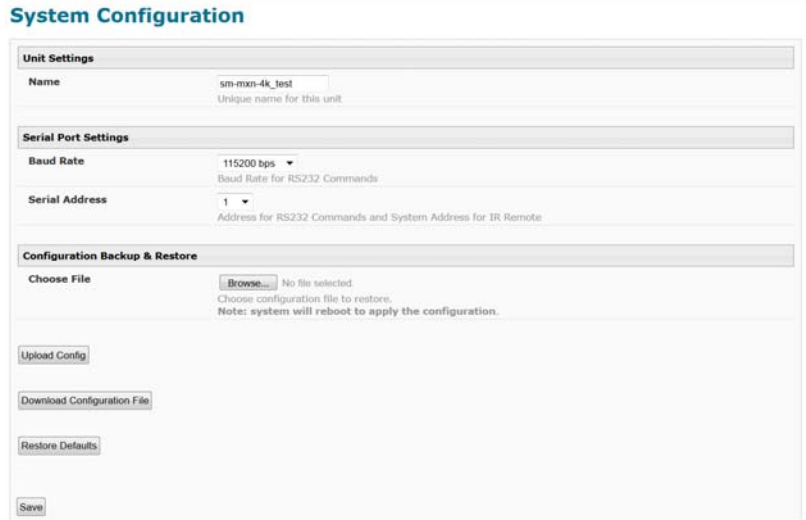 System Configuration
Unit Settings
Name
sm-mxn-4k_test
Unique name for this unit
Serial Port Settings
Baud Rate
115200 bps
Baud Rate for RS232 Commands
Serial Address
1
Address for RS232 Commands and System Address for IR Remote
Configuration Backup & Restore
Choose File
Browse... No file selected.
Choose configuration file to restore.
Note: system will reboot to apply the configuration.
Upload Config
Download Configuration File
Restore Defaults
Save